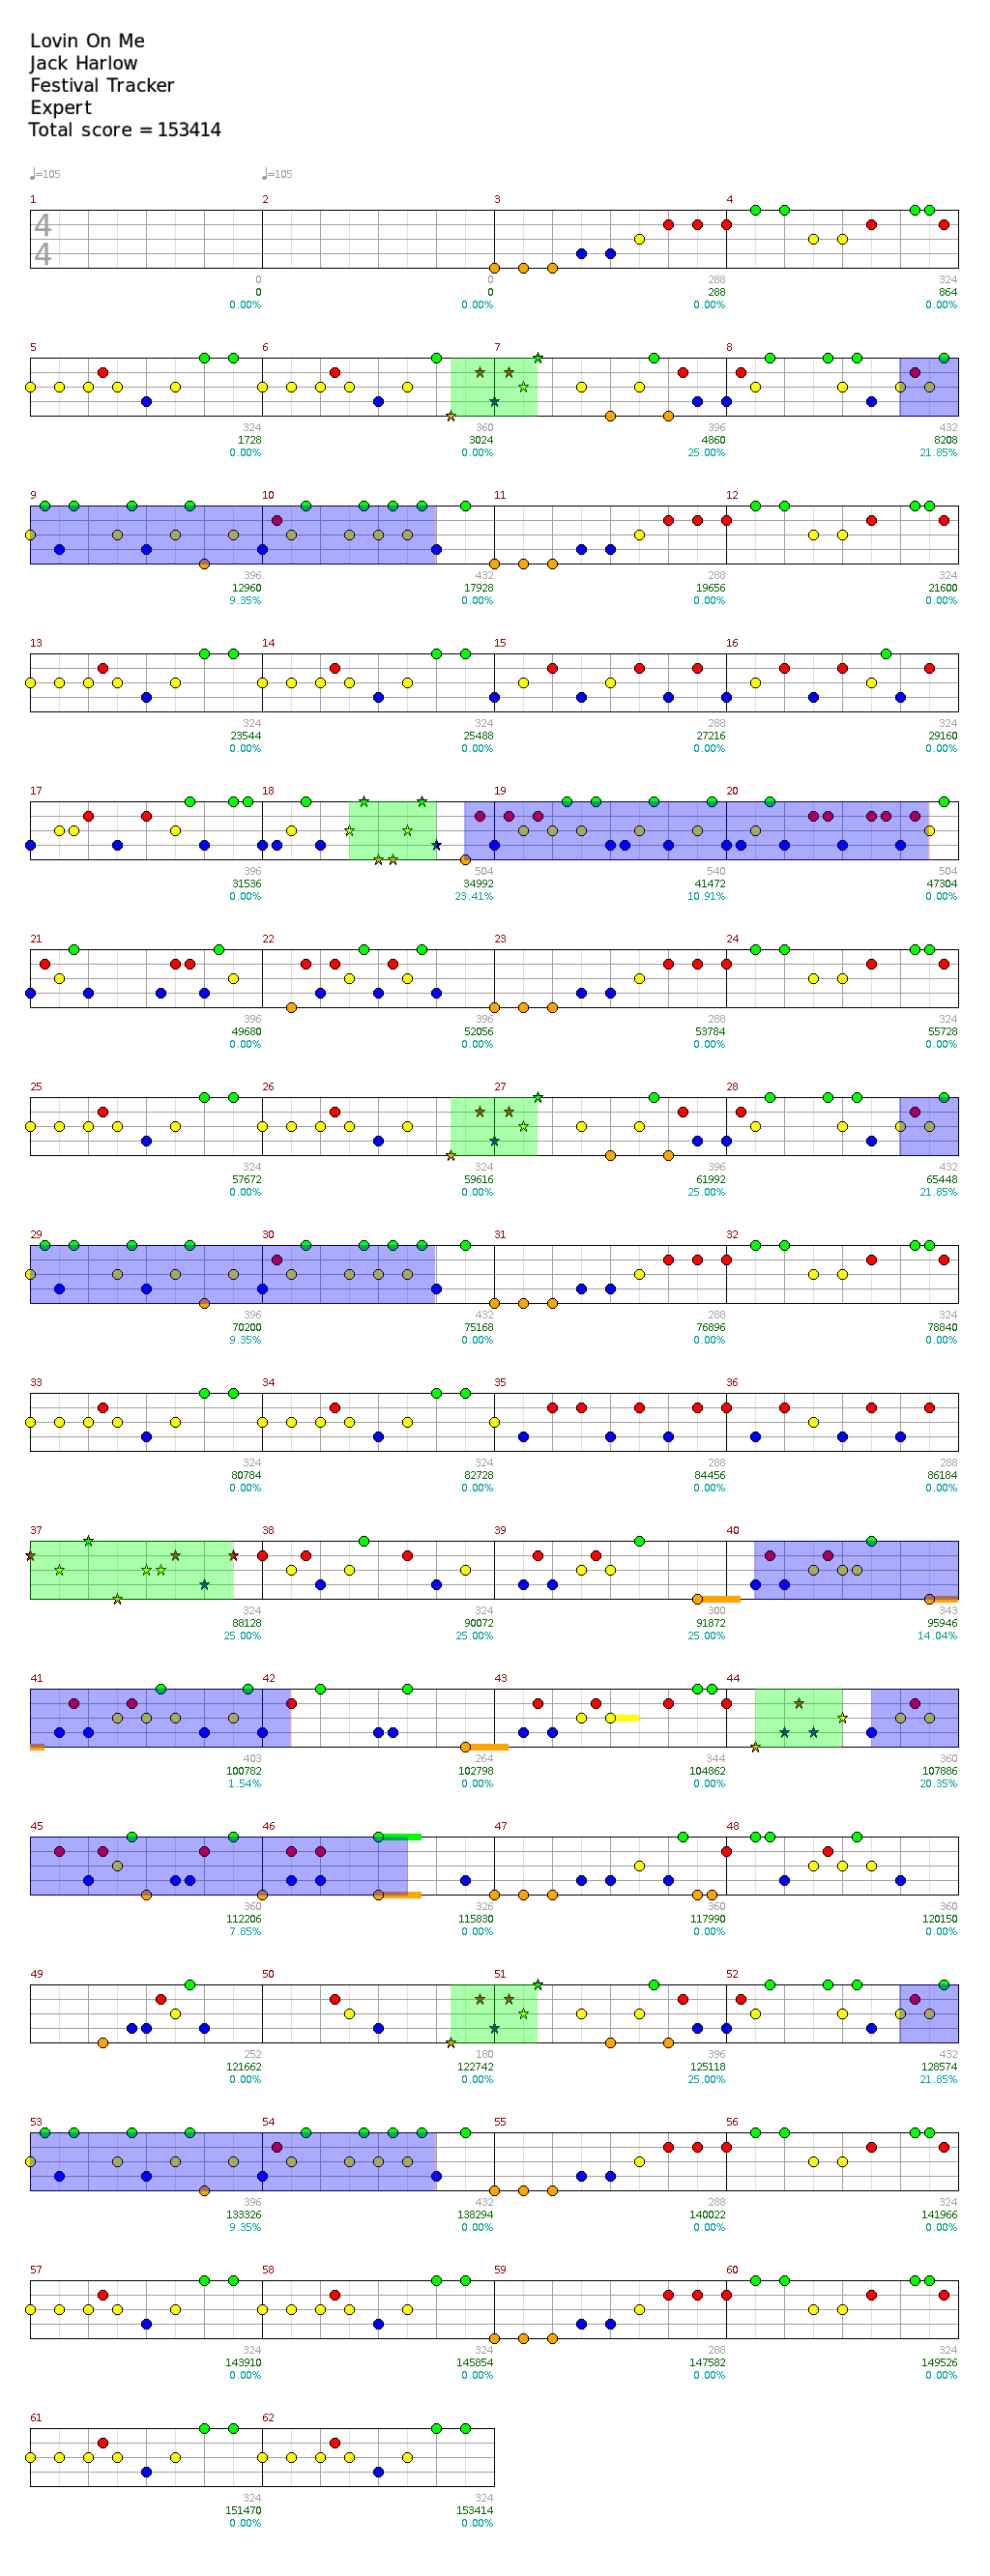 Lovin On Me
Jack Harlow
Festival Tracker
Expert
Total score = 153414
♩=105 ♩=105
1 2 3 4
4
4
0 0 288 324
0 0 288 864
0.00% 0.00% 0.00% 0.00%
5 6 7 8
324 360 396 432
1728 3024 4860 8208
0.00% 0.00% 25.00% 21.85%
9 10 11 12
396 432 288 324
12960 17928 19656 21600
9.35% 0.00% 0.00% 0.00%
13 14 15 16
324 324 288 324
23544 25488 27216 29160
0.00% 0.00% 0.00% 0.00%
17 18 19 20
396 504 540 504
31536 34992 41472 47304
0.00% 23.41% 10.91% 0.00%
21 22 23 24
396 396 288 324
49680 52056 53784 55728
0.00% 0.00% 0.00% 0.00%
25 26 27 28
324 324 396 432
57672 59616 61992 65448
0.00% 0.00% 25.00% 21.85%
29 30 31 32
396 432 288 324
70200 75168 76896 78840
9.35% 0.00% 0.00% 0.00%
33 34 35 36
324 324 288 288
80784 82728 84456 86184
0.00% 0.00% 0.00% 0.00%
37 38 39 40
324 324 300 343
88128 90072 91872 95946
25.00% 25.00% 25.00% 14.04%
41 42 43 44
403 264 344 360
100782 102798 104862 107886
1.54% 0.00% 0.00% 20.35%
45 46 47 48
360 326 360 360
112206 115830 117990 120150
7.85% 0.00% 0.00% 0.00%
49 50 51 52
252 180 396 432
121662 122742 125118 128574
0.00% 0.00% 25.00% 21.85%
53 54 55 56
396 432 288 324
133326 138294 140022 141966
9.35% 0.00% 0.00% 0.00%
57 58 59 60
324 324 288 324
143910 145854 147582 149526
0.00% 0.00% 0.00% 0.00%
61 62
324 324
151470 153414
0.00% 0.00%